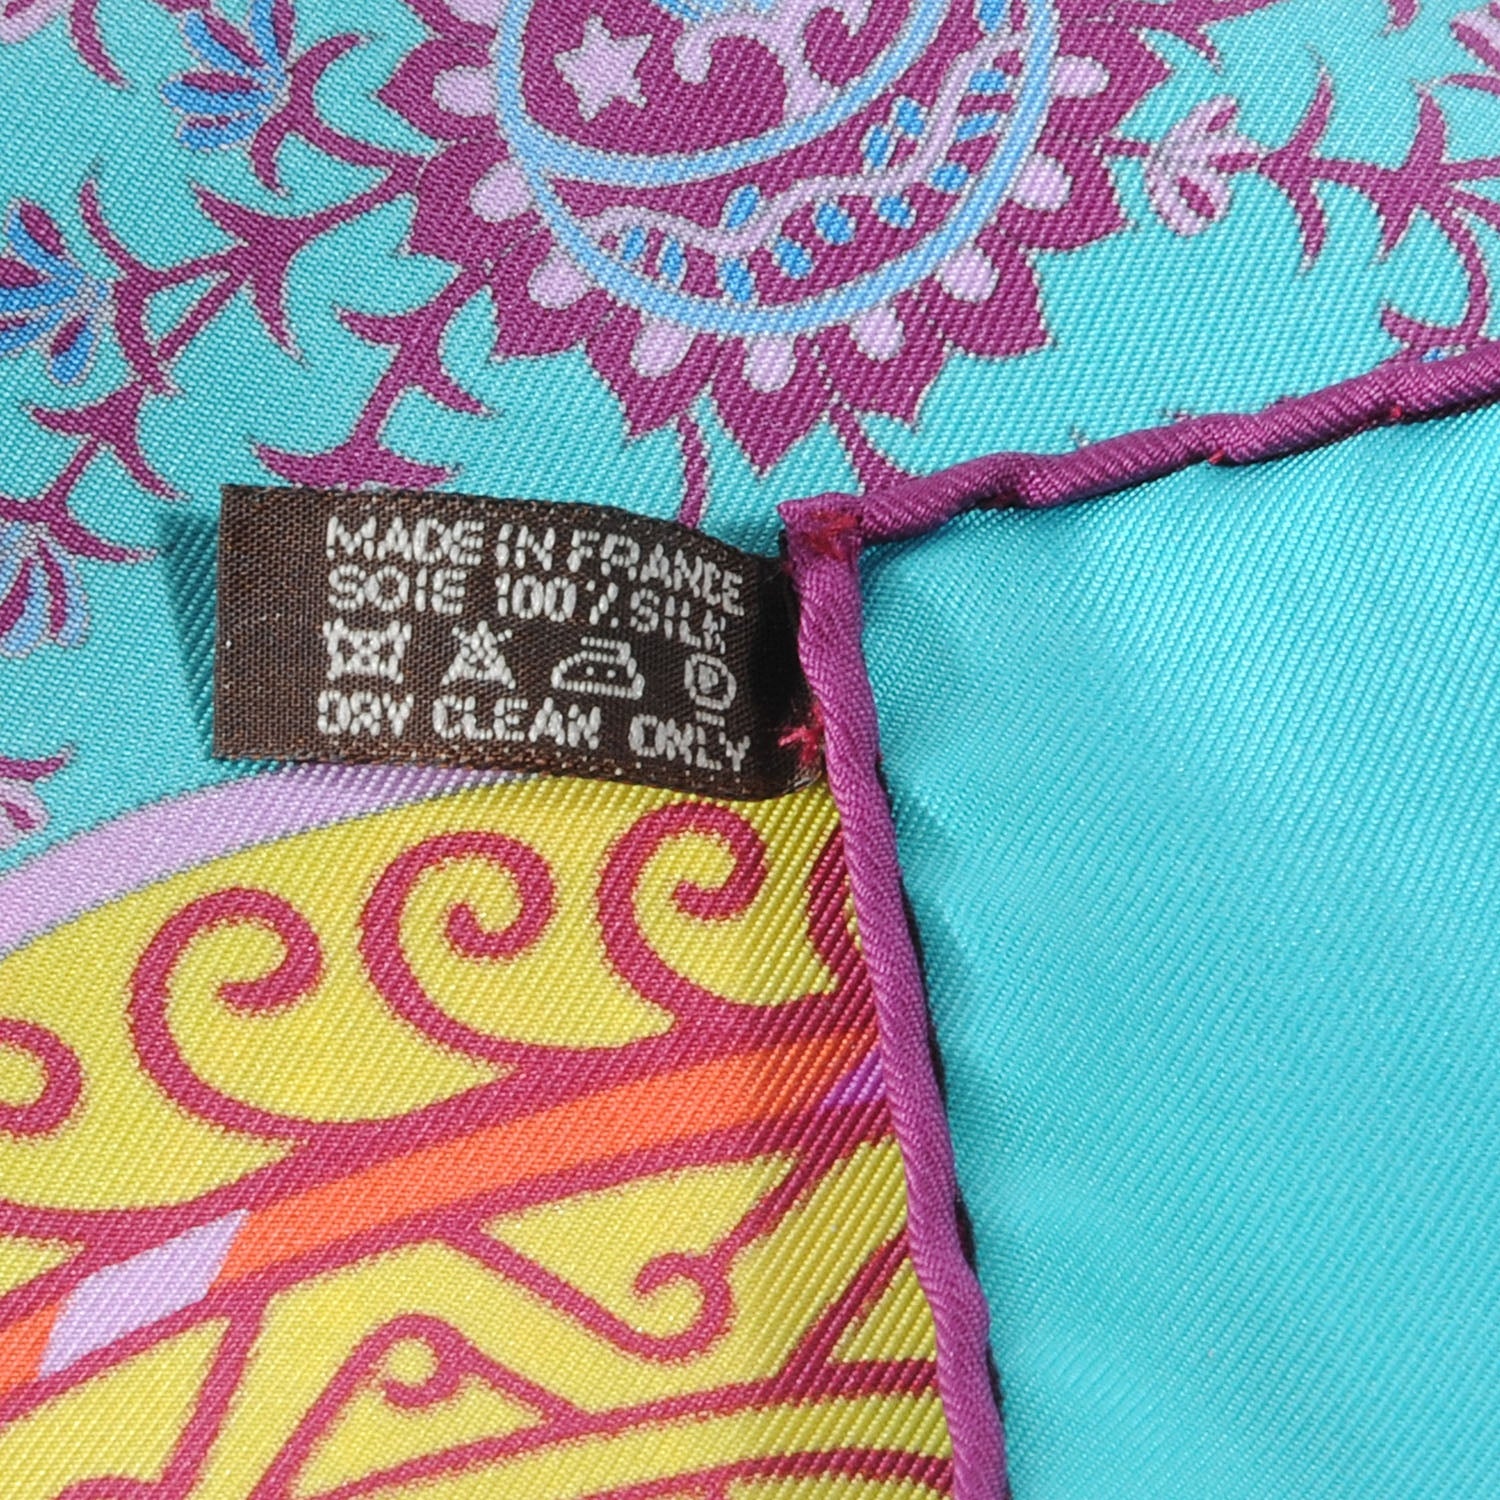 MADE IN FRANCE
SOIE 100% SILK
P
DRY CLEAN ONLY